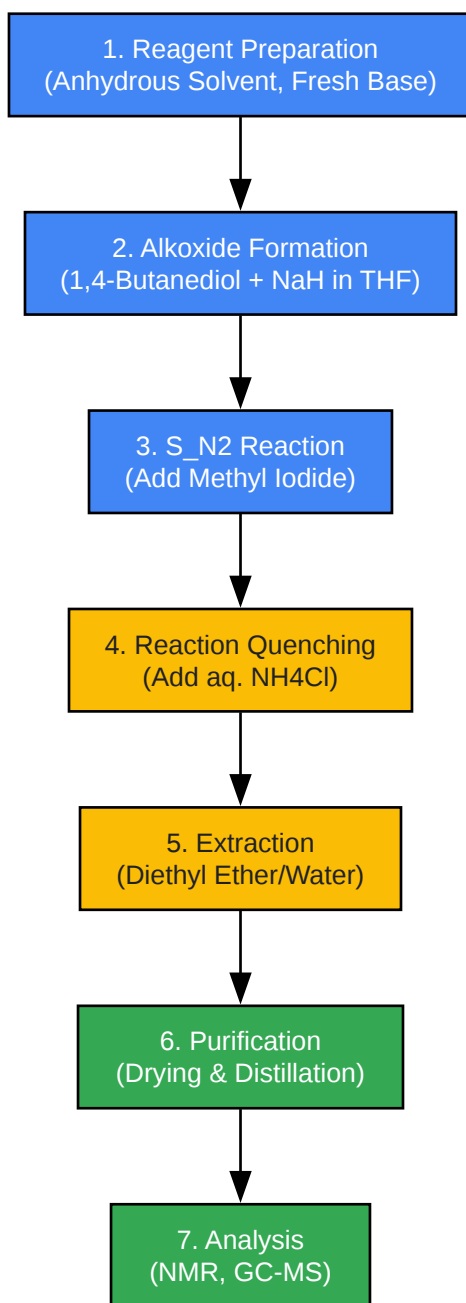 1. Reagent Preparation
(Anhydrous Solvent, Fresh Base)
2. Alkoxide Formation
(1,4-Butanediol + NaH in THF)
3. S_N2 Reaction
(Add Methyl Iodide)
4. Reaction Quenching
(Add aq. NH4Cl)
5. Extraction
(Diethyl Ether/Water)
6. Purification
(Drying & Distillation)
7. Analysis
(NMR, GC-MS)